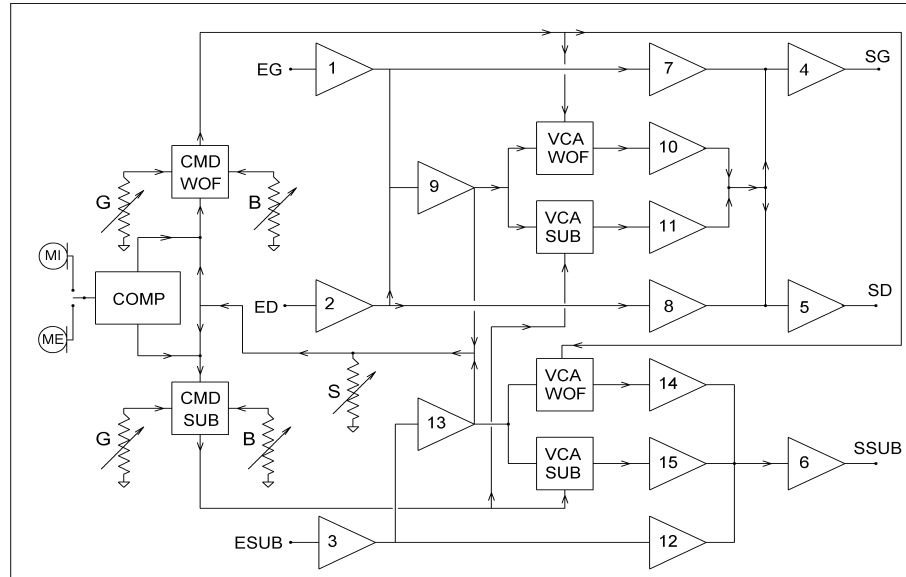 EG
1
7
4
SG
CMD
WOF
VCA
WOF
10
G
B
9
MI
VCA
SUB
11
COMP
ED
2
8
5
SD
ME
CMD
SUB
S
VCA
WOF
14
G
B
13
VCA
SUB
15
6
SSUB
ESUB
3
12